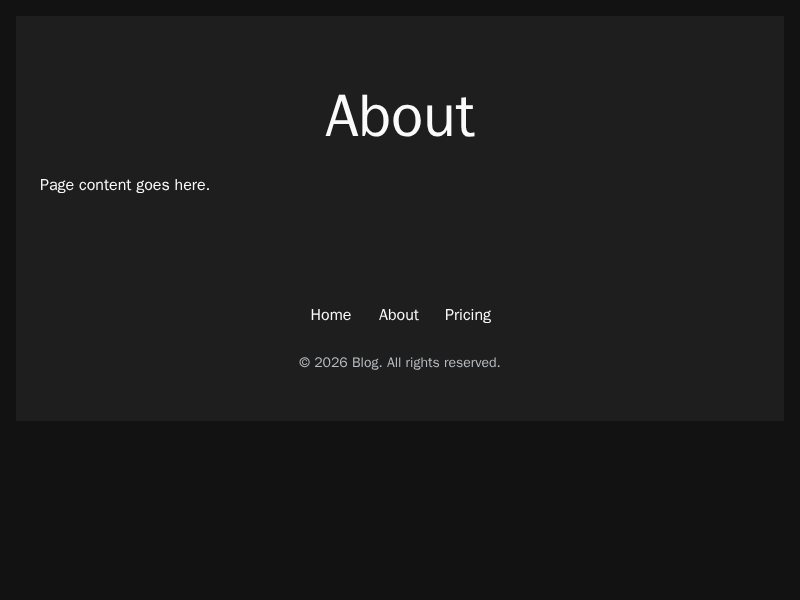 About
Page content goes here.
Home About Pricing
© 2026 Blog. All rights reserved.